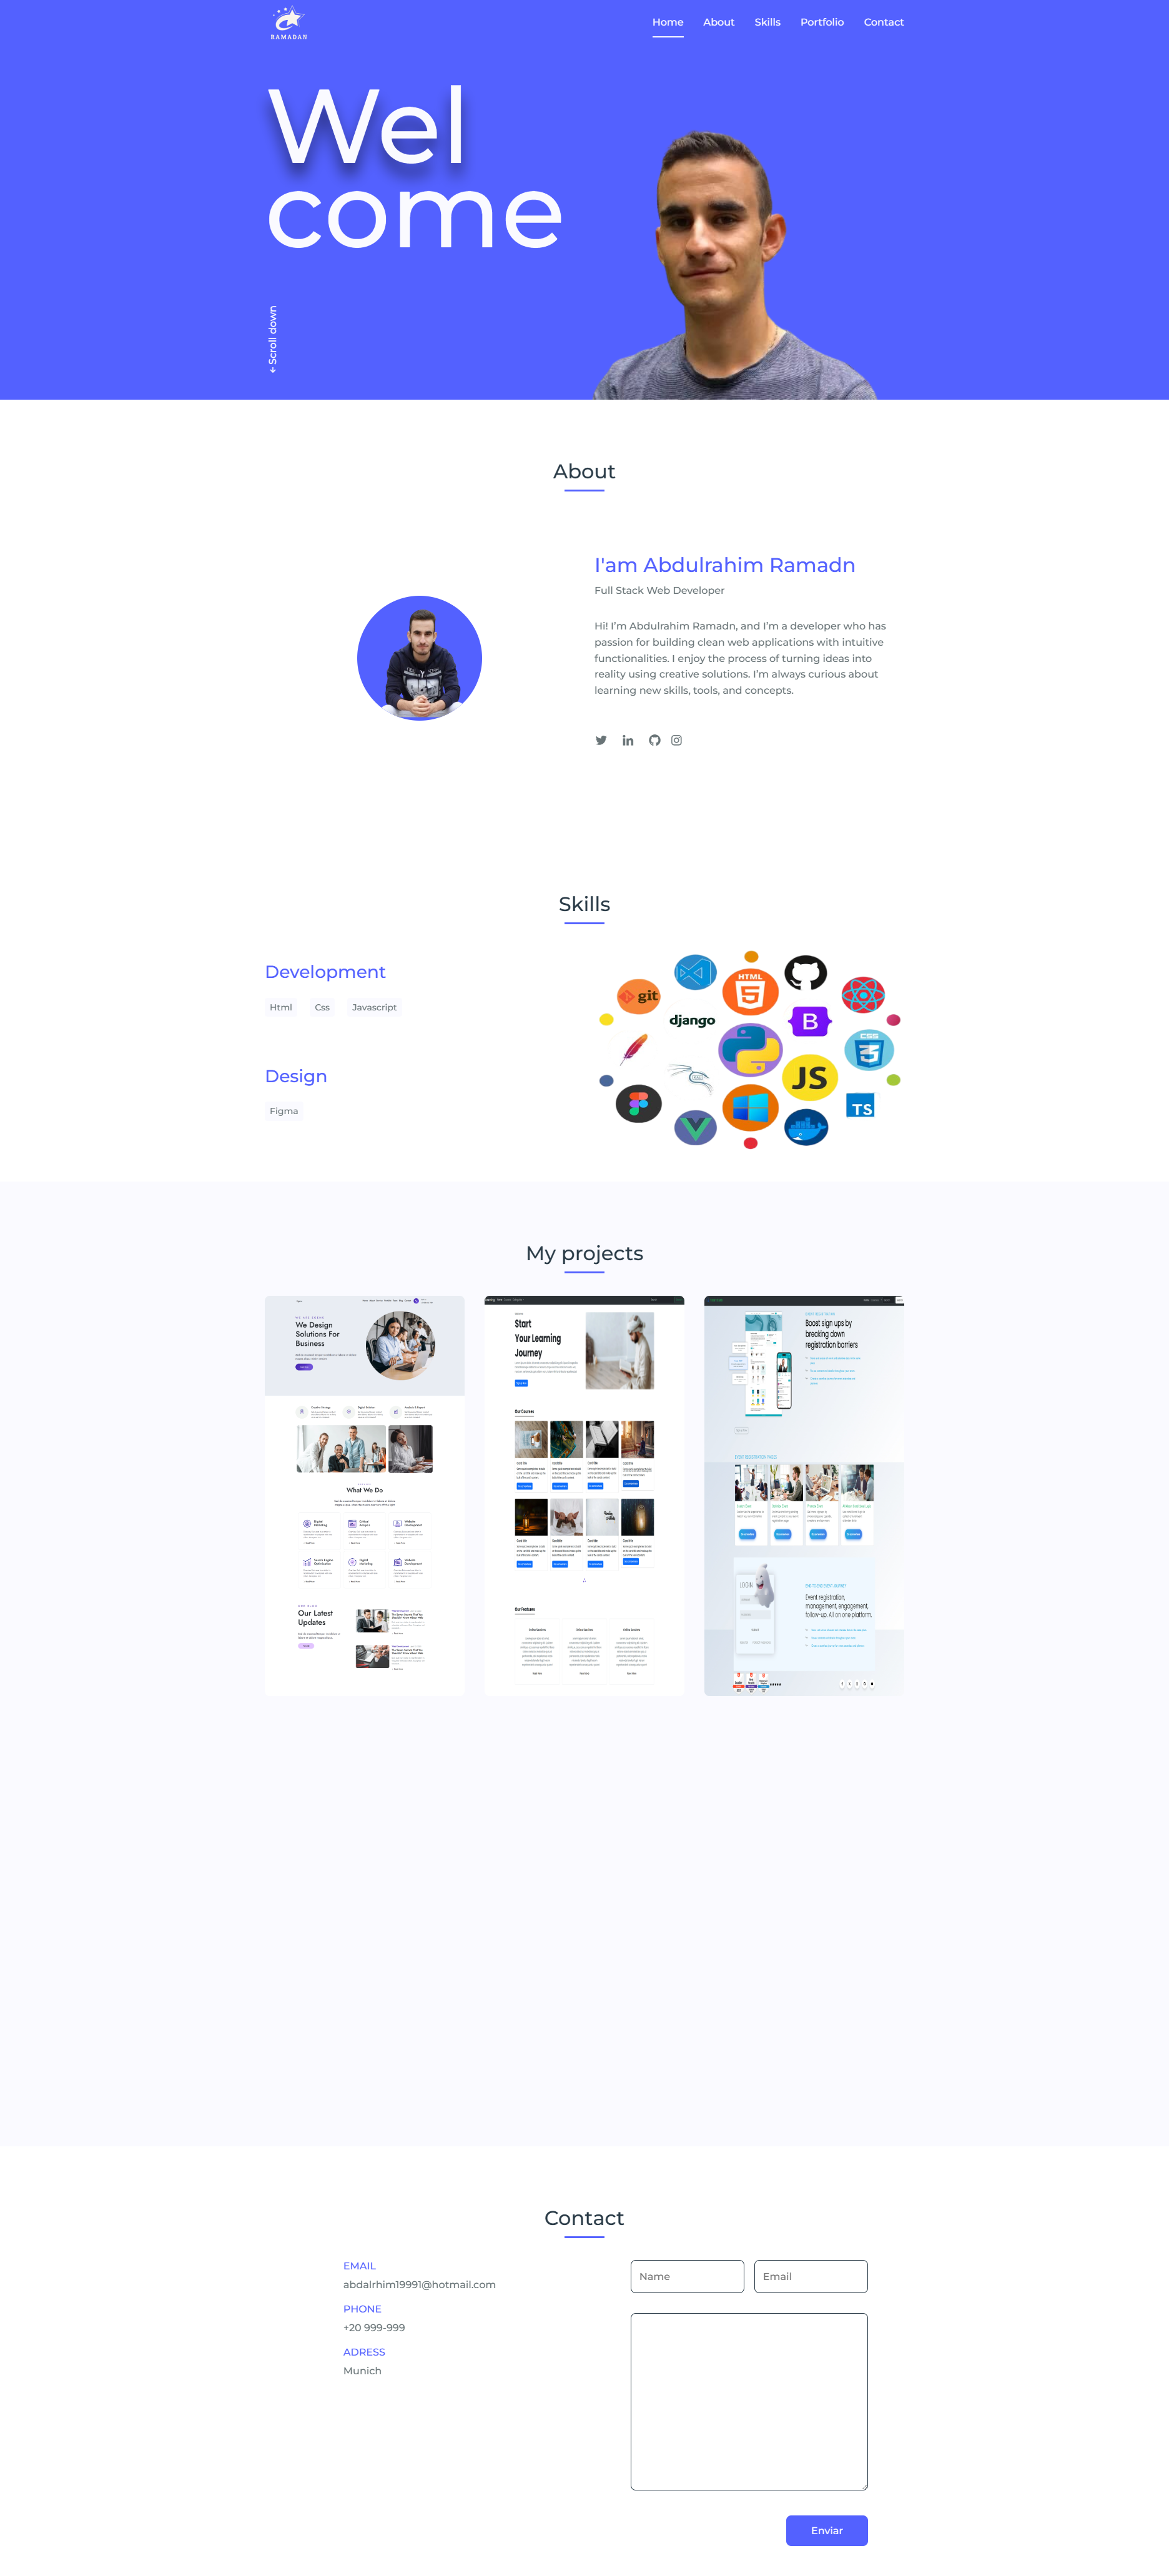 RAMADAN
Home
About
Skills
Portfolio
Contact
Wel
come
← Scroll down
About
I'am Abdulrahim Ramadn
Full Stack Web Developer
Hi! I’m Abdulrahim Ramadn, and I’m a developer who has
passion for building clean web applications with intuitive
functionalities. I enjoy the process of turning ideas into
reality using creative solutions. I’m always curious about
learning new skills, tools, and concepts.
Skills
Development
Html
Css
Javascript
Design
Figma
git
HTML
5
django
B
CSS
3
JS
TS
My projects
We Design
Solutions For
Business
What We Do
Our Latest
Updates
Start
Your Learning
Journey
Our Courses
Our Features
Boost sign ups by
breaking down
registration barriers
LOGIN
Event registration,
management, engagement,
follow-up. All on one platform.
Contact
EMAIL
abdalrhim19991@hotmail.com
PHONE
+20 999-999
ADRESS
Munich
Name
Email
Enviar